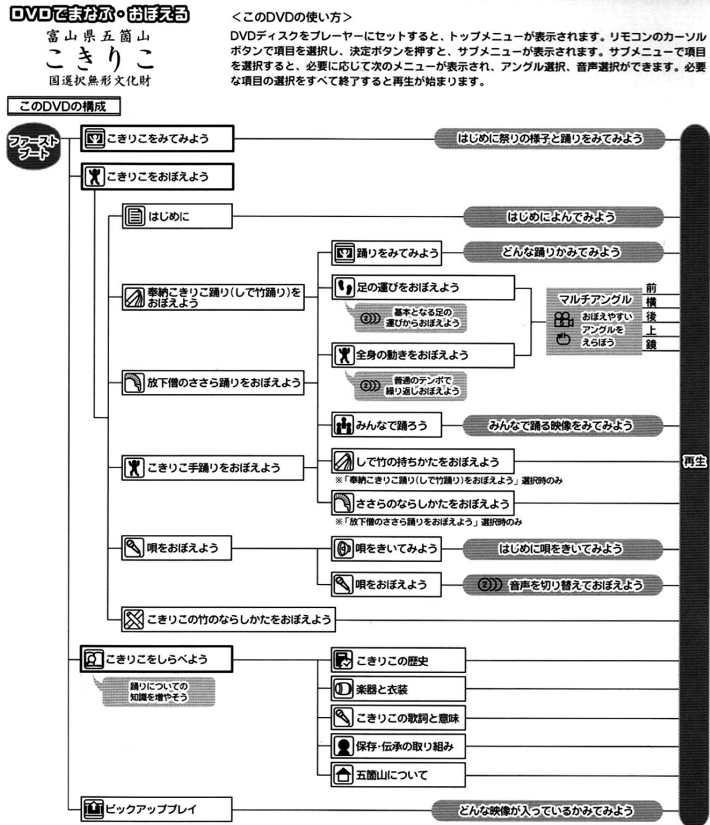 DVDでまなぶ・おぼえる
富山県五箇山
こきりこ
国選択無形文化財
＜このDVDの使い方＞
DVDディスクをプレーヤーにセットすると、トップメニューが表示されます。リモコンのカーソル
ボタンで項目を選択し、決定ボタンを押すと、サブメニューが表示されます。サブメニューで項目
を選択すると、必要に応じて次のメニューが表示され、アングル選択、音声選択ができます。必要
な項目の選択をすべて終了すると再生が始まります。
このDVDの構成
ファースト
プート
こきりこをみてみよう
はじめに祭りの様子と踊りをみてみよう
こきりこをおぼえよう
はじめに
はじめによんでみよう
奉納こきりこ踊り(しで竹踊り)を
おぼえよう
踊りをみてみよう
どんな踊りかみてみよう
足の運びをおぼえよう
② 基本となる足の
運びからおぼえよう
マルチアングル
おぼえやすい
アングルを
えらぼう
前
横
後
上
鏡
全身の動きをおぼえよう
② 普通のテンポで
繰り返しおぼえよう
放下僧のささら踊りをおぼえよう
みんなで踊ろう
みんなで踊る映像をみてみよう
再生
こきりこ手踊りをおぼえよう
しで竹の持ちかたをおぼえよう
※「奉納こきりこ踊り(しで竹踊り)をおぼえよう」選択時のみ
ささらのならしかたをおぼえよう
※「放下僧のささら踊りをおぼえよう」選択時のみ
唄をおぼえよう
唄をきいてみよう
はじめに唄をきいてみよう
唄をおぼえよう
② 音声を切り替えておぼえよう
こきりこの竹のならしかたをおぼえよう
こきりこをしらべよう
踊りについての
知識を増やそう
こきりこの歴史
楽器と衣装
こきりこの歌詞と意味
保存・伝承の取り組み
五箇山について
ピックアッププレイ
どんな映像が入っているかみてみよう